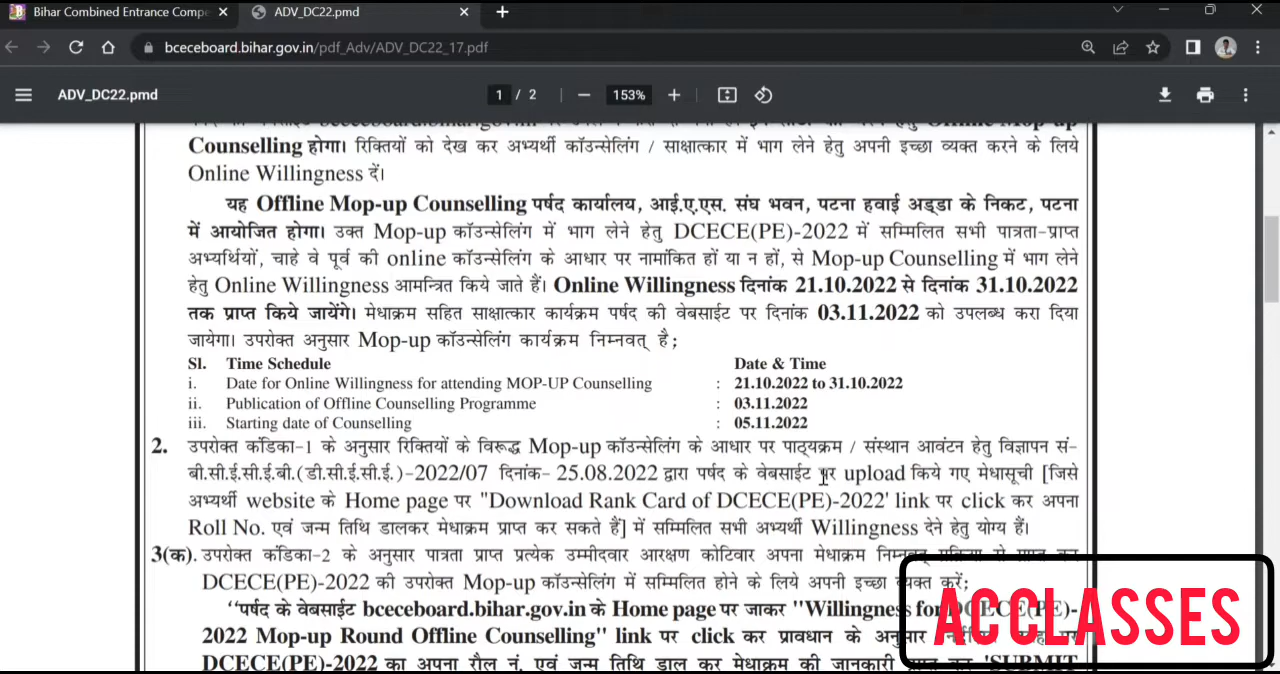 Bihar Combined Entrance Compe
ADV_DC22.pmd
bceceboard.bihar.gov.in/pdf_Adv/ADV_DC22_17.pdf
ADV_DC22.pmd
1 / 2
153%
Counselling होगा। रिक्तियों को देख कर अभ्यर्थी कॉउन्सेलिंग / साक्षात्कार में भाग लेने हेतु अपनी इच्छा व्यक्त करने के लिये
Online Willingness दें।
यह Offline Mop-up Counselling पर्षद कार्यालय, आई.ए.एस. संघ भवन, पटना हवाई अड्डा के निकट, पटना
में आयोजित होगा। उक्त Mop-up कॉउन्सेलिंग में भाग लेने हेतु DCECE(PE)-2022 में सम्मिलित सभी पात्रता-प्राप्त
अभ्यर्थियों, चाहे वे पूर्व की online कॉउन्सेलिंग के आधार पर नामांकित हों या न हों, से Mop-up Counselling में भाग लेने
हेतु Online Willingness आमन्त्रित किये जाते हैं। Online Willingness दिनांक 21.10.2022 से दिनांक 31.10.2022
तक प्राप्त किये जायेंगे। मेधाक्रम सहित साक्षात्कार कार्यक्रम पर्षद की वेबसाईट पर दिनांक 03.11.2022 को उपलब्ध करा दिया
जायेगा। उपरोक्त अनुसार Mop-up कॉउन्सेलिंग कार्यक्रम निम्नवत् है;
Sl. Time Schedule Date & Time
i. Date for Online Willingness for attending MOP-UP Counselling : 21.10.2022 to 31.10.2022
ii. Publication of Offline Counselling Programme : 03.11.2022
iii. Starting date of Counselling : 05.11.2022
2. उपरोक्त कंडिका-1 के अनुसार रिक्तियों के विरूद्ध Mop-up कॉउन्सेलिंग के आधार पर पाठ्यक्रम / संस्थान आवंटन हेतु विज्ञापन सं-
बी.सी.ई.सी.ई.बी.(डी.सी.ई.सी.ई.)-2022/07 दिनांक- 25.08.2022 द्वारा पर्षद के वेबसाईट पर upload किये गए मेधासूची [जिसे
अभ्यर्थी website के Home page पर "Download Rank Card of DCECE(PE)-2022' link पर click कर अपना
Roll No. एवं जन्म तिथि डालकर मेधाक्रम प्राप्त कर सकते हैं] में सम्मिलित सभी अभ्यर्थी Willingness देने हेतु योग्य हैं।
3(क). उपरोक्त कंडिका-2 के अनुसार पात्रता प्राप्त प्रत्येक उम्मीदवार आरक्षण कोटिवार अपना मेधाक्रम निम्नवत्
DCECE(PE)-2022 की उपरोक्त Mop-up कॉउन्सेलिंग में सम्मिलित होने के लिये अपनी इच्छा व्यक्त करें;
"पर्षद के वेबसाईट bceceboard.bihar.gov.in के Home page पर जाकर "Willingness for DCECE(PE)-
2022 Mop-up Round Offline Counselling" link पर click कर प्रावधान के अनुसार
DCECE(PE)-2022 का अपना रौल नं. एवं जन्म तिथि डाल कर मेधाक्रम की जानकारी प्राप्त कर 'SUBMIT
AC CLASSES